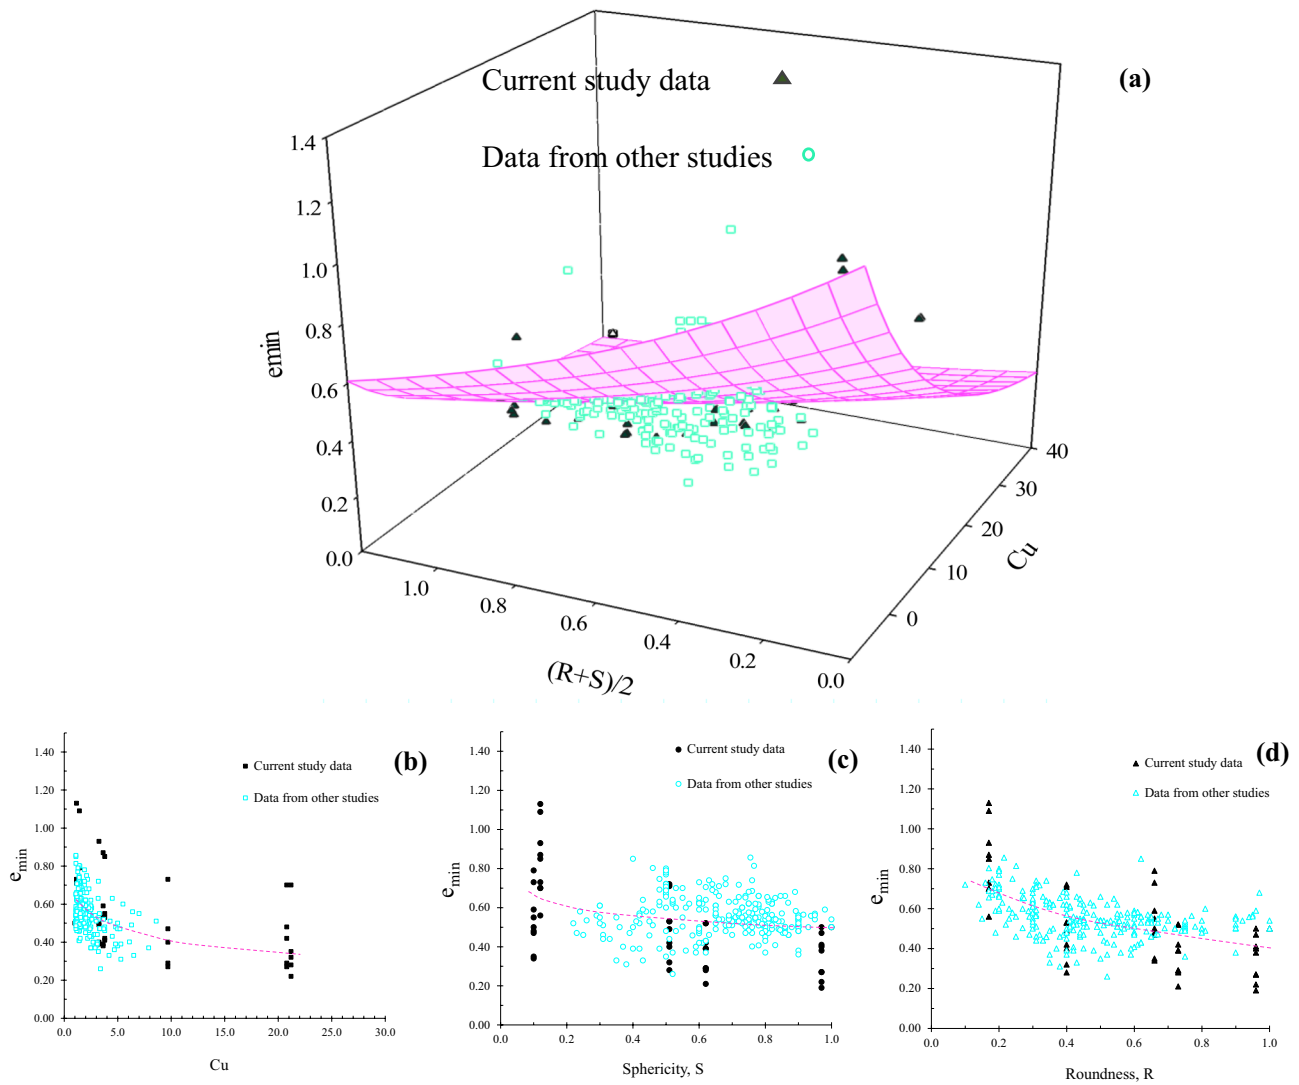 Current study data
(a)
Data from other studies
1.4
1.2
1.0
0.8
0.6
0.4
0.2
0.0
emin
1.0
0.8
0.6
0.4
0.2
0.0
(R+S)/2
40
30
20
10
0
Cu
(b)
Current study data
Data from other studies
1.40
1.20
1.00
0.80
0.60
0.40
0.20
0.00
emin
0.0 5.0 10.0 15.0 20.0 25.0 30.0
Cu
(c)
Current study data
Data from other studies
1.40
1.20
1.00
0.80
0.60
0.40
0.20
0.00
emin
0.0 0.2 0.4 0.6 0.8 1.0
Sphericity, S
(d)
Current study data
Data from other studies
1.40
1.20
1.00
0.80
0.60
0.40
0.20
0.00
emin
0.0 0.2 0.4 0.6 0.8 1.0
Roundness, R